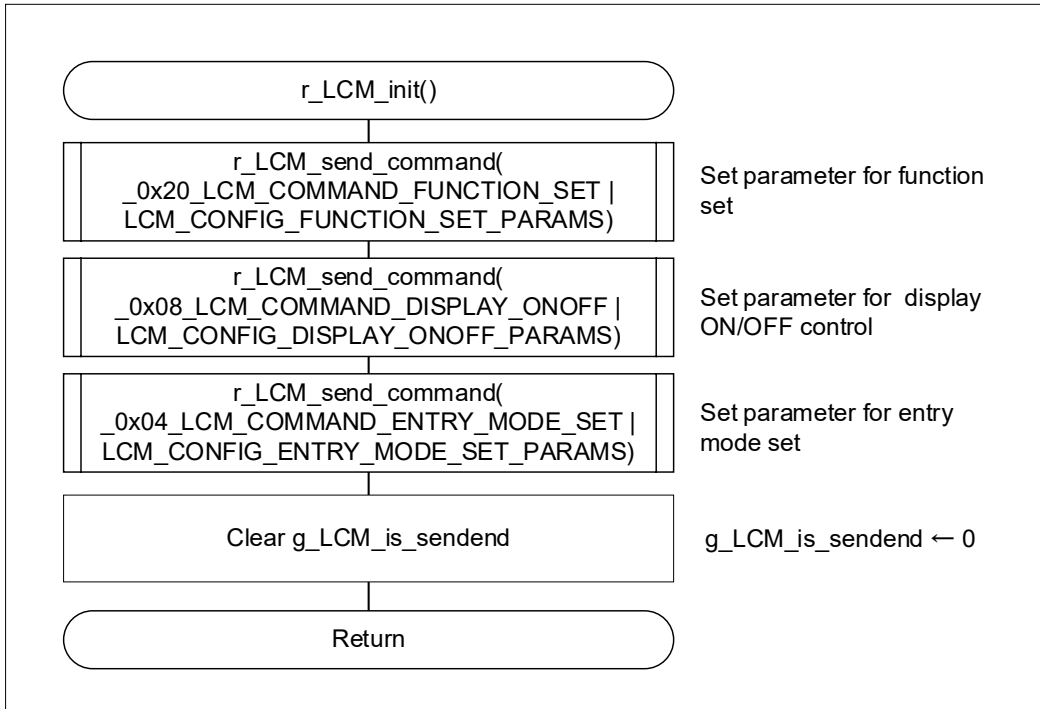 r_LCM_init()
r_LCM_send_command(
_0x20_LCM_COMMAND_FUNCTION_SET |
LCM_CONFIG_FUNCTION_SET_PARAMS)
Set parameter for function
set
r_LCM_send_command(
_0x08_LCM_COMMAND_DISPLAY_ONOFF |
LCM_CONFIG_DISPLAY_ONOFF_PARAMS)
Set parameter for display
ON/OFF control
r_LCM_send_command(
_0x04_LCM_COMMAND_ENTRY_MODE_SET |
LCM_CONFIG_ENTRY_MODE_SET_PARAMS)
Set parameter for entry
mode set
Clear g_LCM_is_sendend
g_LCM_is_sendend ← 0
Return